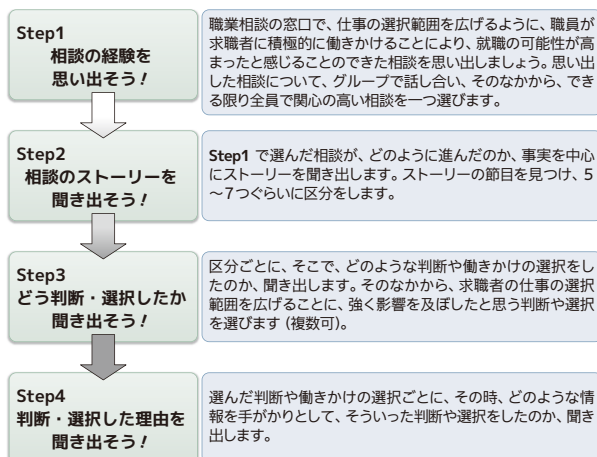 Step1
相談の経験を
思い出そう！
職業相談の窓口で、仕事の選択範囲を広げるように、職員が
求職者に積極的に働きかけることにより、就職の可能性が高
まったと感じることのできた相談を思い出しましょう。思い出
した相談について、グループで話し合い、そのなかから、でき
る限り全員で関心の高い相談を一つ選びます。
Step2
相談のストーリーを
聞き出そう！
Step1 で選んだ相談が、どのように進んだのか、事実を中心
にストーリーを聞き出します。ストーリーの節目を見つけ、5
～7つぐらいに区分をします。
Step3
どう判断・選択したか
聞き出そう！
区分ごとに、そこで、どのような判断や働きかけの選択をし
たのか、聞き出します。そのなかから、求職者の仕事の選択
範囲を広げることに、強く影響を及ぼしたと思う判断や選択
を選びます（複数可）。
Step4
判断・選択した理由を
聞き出そう！
選んだ判断や働きかけの選択ごとに、その時、どのような情
報を手がかりとして、そういった判断や選択をしたのか、聞き
出します。